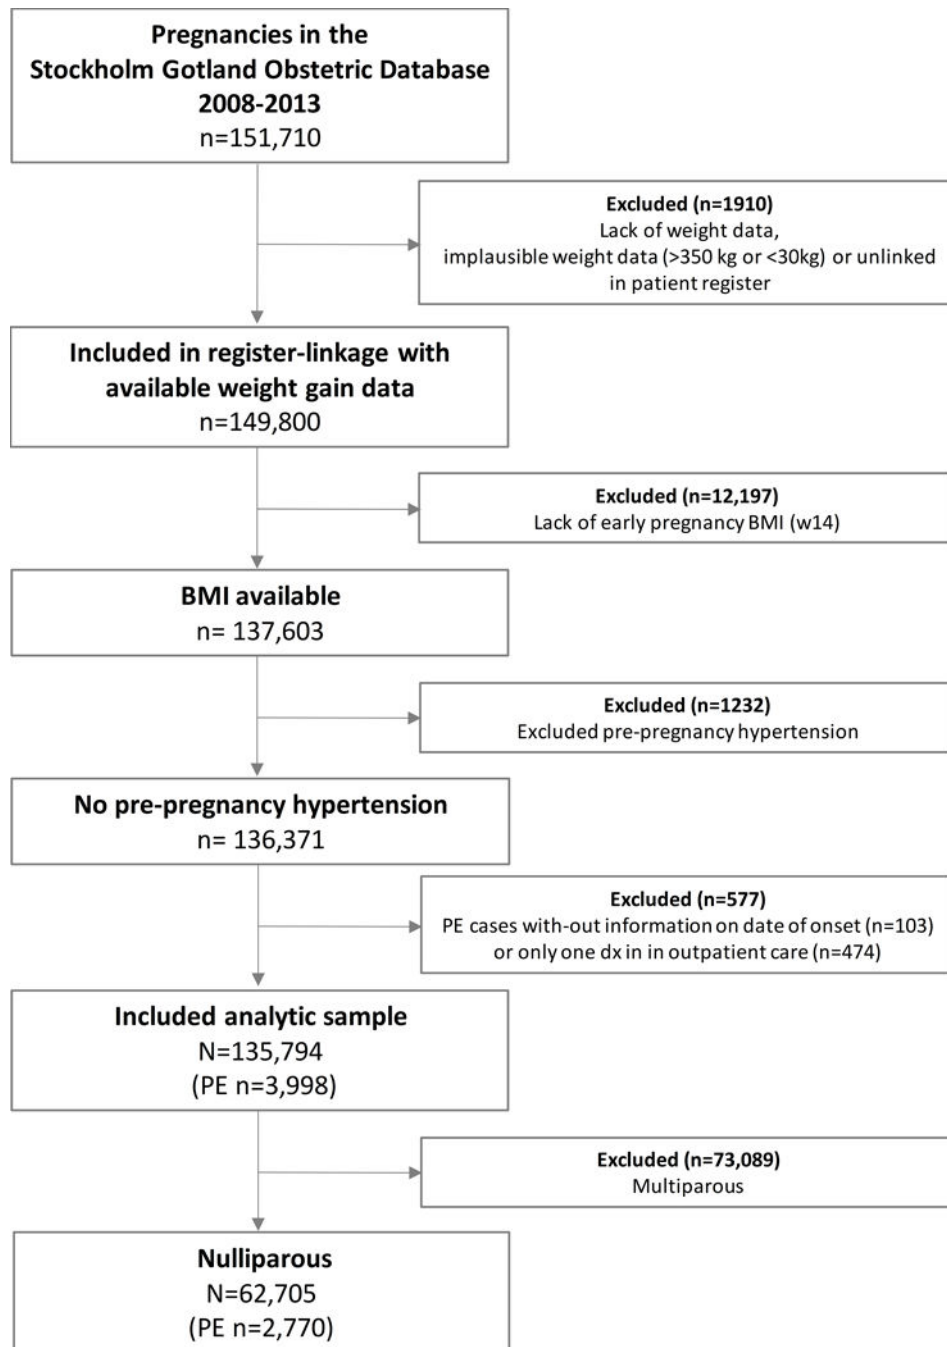 Pregnancies in the
Stockholm Gotland Obstetric Database
2008-2013
n=151,710
Excluded (n=1910)
Lack of weight data,
implausible weight data (>350 kg or <30kg) or unlinked
in patient register
Included in register-linkage with
available weight gain data
n=149,800
Excluded (n=12,197)
Lack of early pregnancy BMI (w14)
BMI available
n= 137,603
Excluded (n=1232)
Excluded pre-pregnancy hypertension
No pre-pregnancy hypertension
n= 136,371
Excluded (n=577)
PE cases with-out information on date of onset (n=103)
or only one dx in in outpatient care (n=474)
Included analytic sample
N=135,794
(PE n=3,998)
Excluded (n=73,089)
Multiparous
Nulliparous
N=62,705
(PE n=2,770)